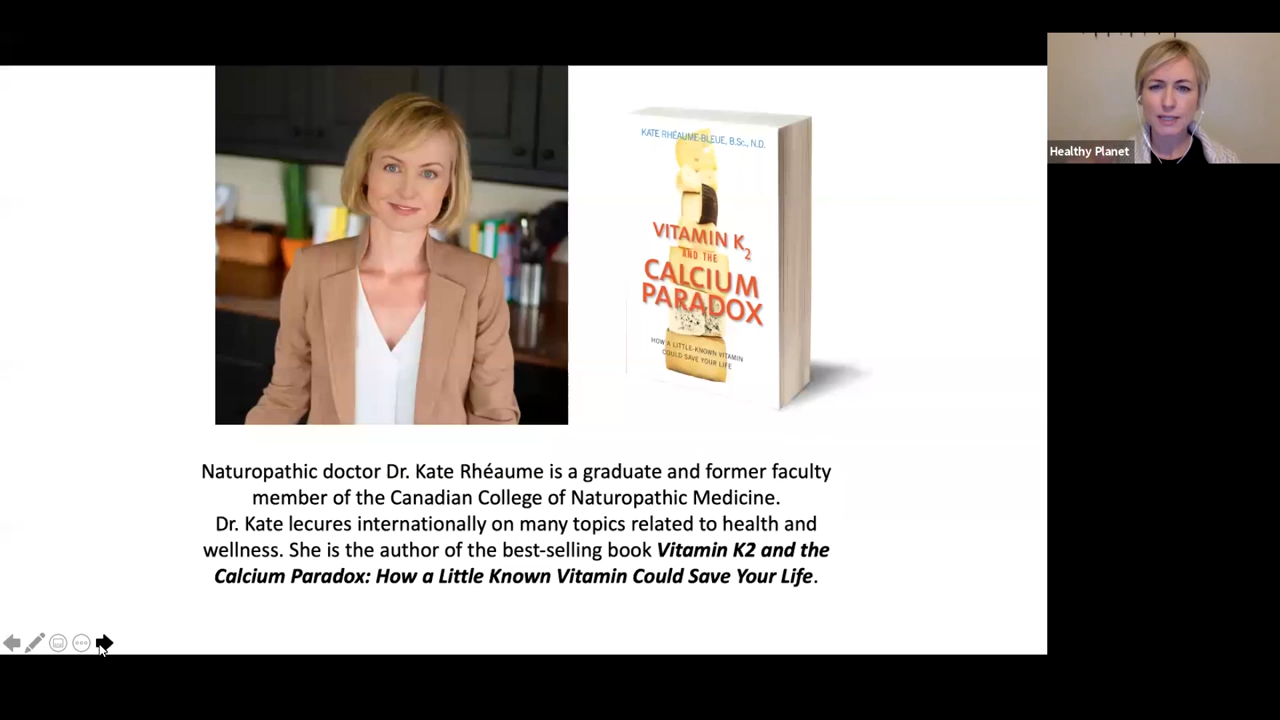 Healthy Planet
KATE RHÉAUME-BLEUE, B.Sc., N.D.
VITAMIN K2
AND THE
CALCIUM
PARADOX
HOW A LITTLE-KNOWN VITAMIN
COULD SAVE YOUR LIFE
Naturopathic doctor Dr. Kate Rhéaume is a graduate and former faculty
member of the Canadian College of Naturopathic Medicine.
Dr. Kate lecures internationally on many topics related to health and
wellness. She is the author of the best-selling book Vitamin K2 and the
Calcium Paradox: How a Little Known Vitamin Could Save Your Life.